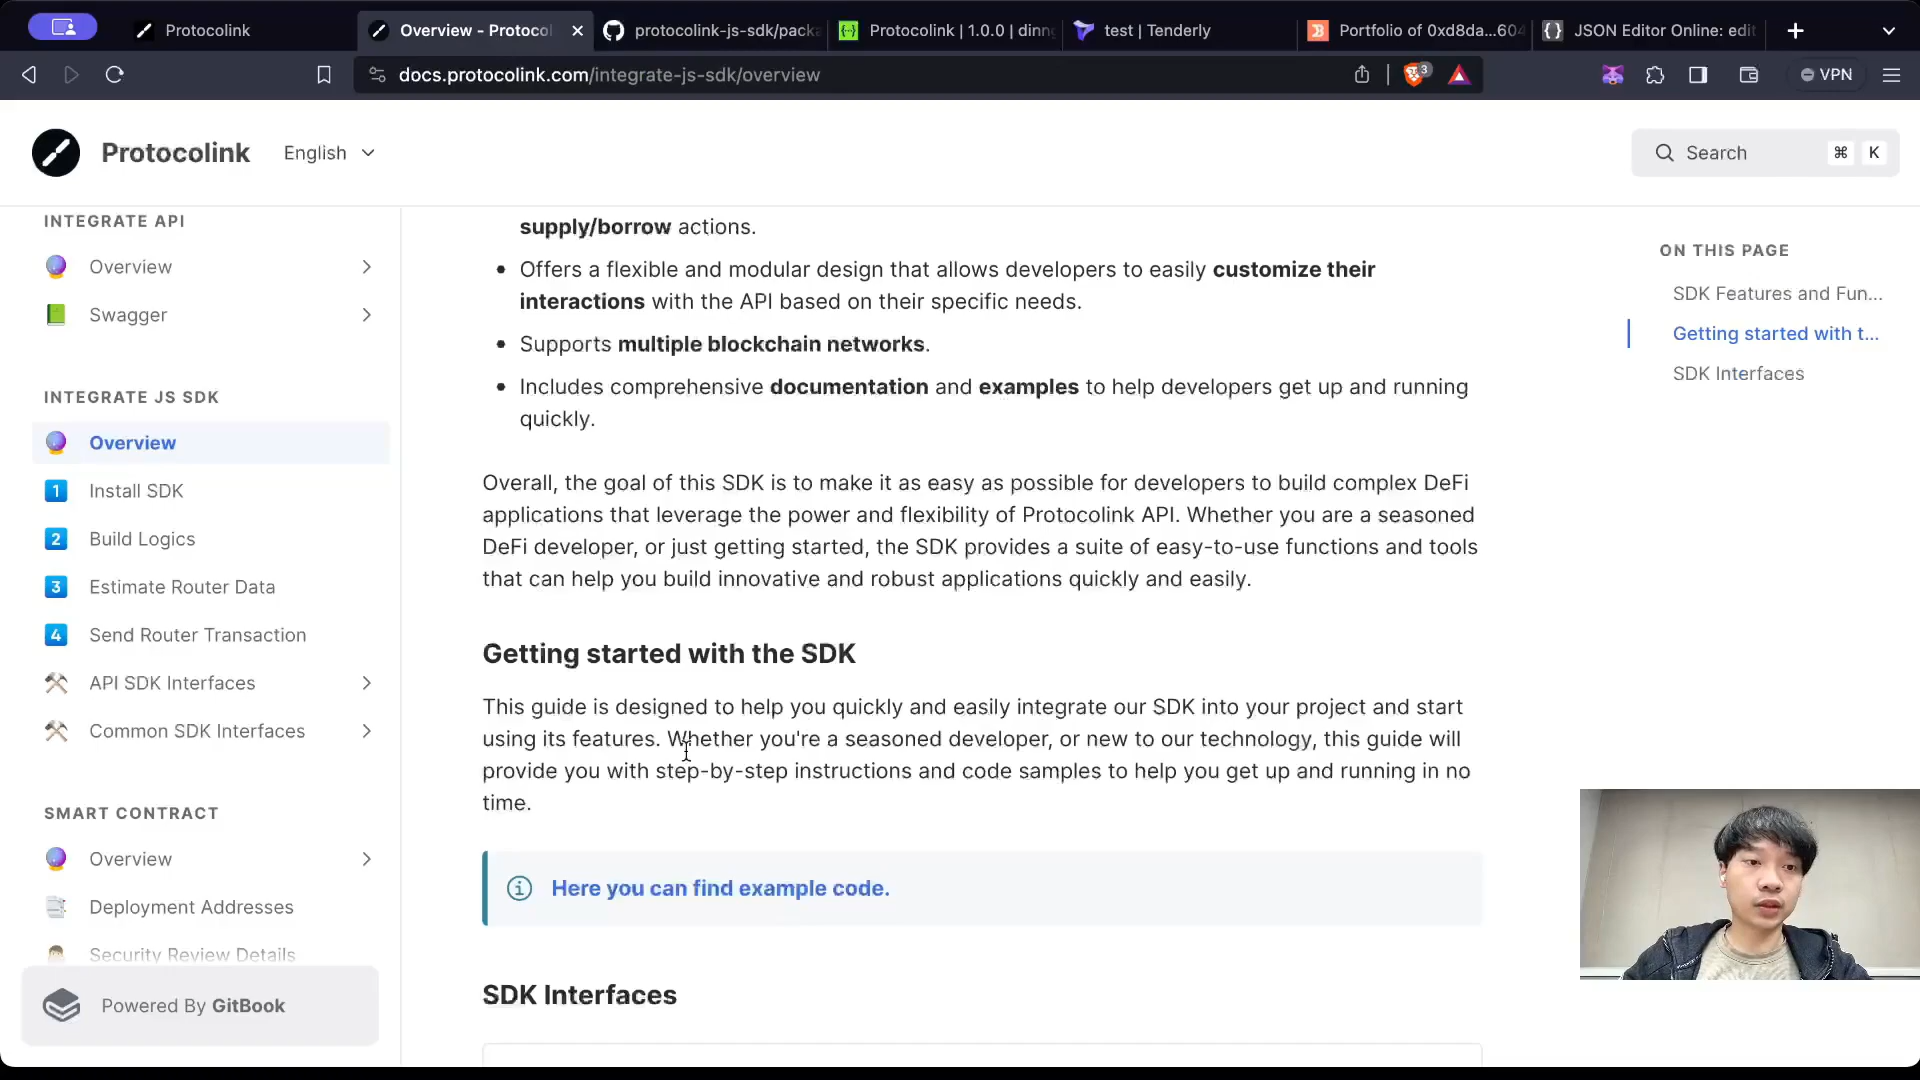 Protocolink
Overview - Protocol
protocolink-js-sdk/packa
Protocolink | 1.0.0 | dinng
test | Tenderly
Portfolio of 0xd8da...604
JSON Editor Online: edit
docs.protocolink.com/integrate-js-sdk/overview
3
VPN
Protocolink
English
Search
⌘ K
INTEGRATE API
Overview
Swagger
INTEGRATE JS SDK
Overview
1 Install SDK
2 Build Logics
3 Estimate Router Data
4 Send Router Transaction
API SDK Interfaces
Common SDK Interfaces
SMART CONTRACT
Overview
Deployment Addresses
Security Review Details
Powered By GitBook
supply/borrow actions.
Offers a flexible and modular design that allows developers to easily customize their
interactions with the API based on their specific needs.
Supports multiple blockchain networks.
Includes comprehensive documentation and examples to help developers get up and running
quickly.
Overall, the goal of this SDK is to make it as easy as possible for developers to build complex DeFi
applications that leverage the power and flexibility of Protocolink API. Whether you are a seasoned
DeFi developer, or just getting started, the SDK provides a suite of easy-to-use functions and tools
that can help you build innovative and robust applications quickly and easily.
Getting started with the SDK
This guide is designed to help you quickly and easily integrate our SDK into your project and start
using its features. Whether you're a seasoned developer, or new to our technology, this guide will
provide you with step-by-step instructions and code samples to help you get up and running in no
time.
Here you can find example code.
SDK Interfaces
ON THIS PAGE
SDK Features and Fun...
Getting started with t...
SDK Interfaces